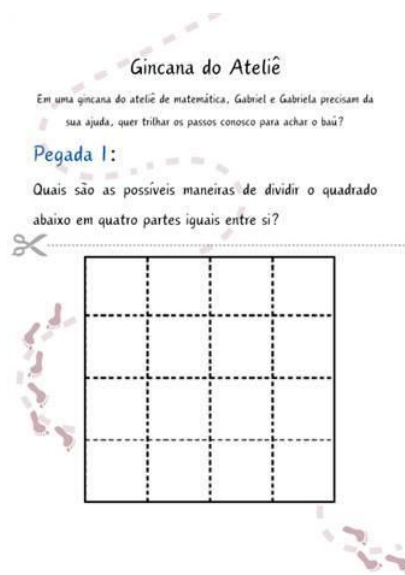 Gincana do Ateliê
Em uma gincana do ateliê de matemática, Gabriel e Gabriela precisam da
sua ajuda, quer trilhar os passos conosco para achar o baú?
Pegada 1:
Quais são as possíveis maneiras de dividir o quadrado
abaixo em quatro partes iguais entre si?